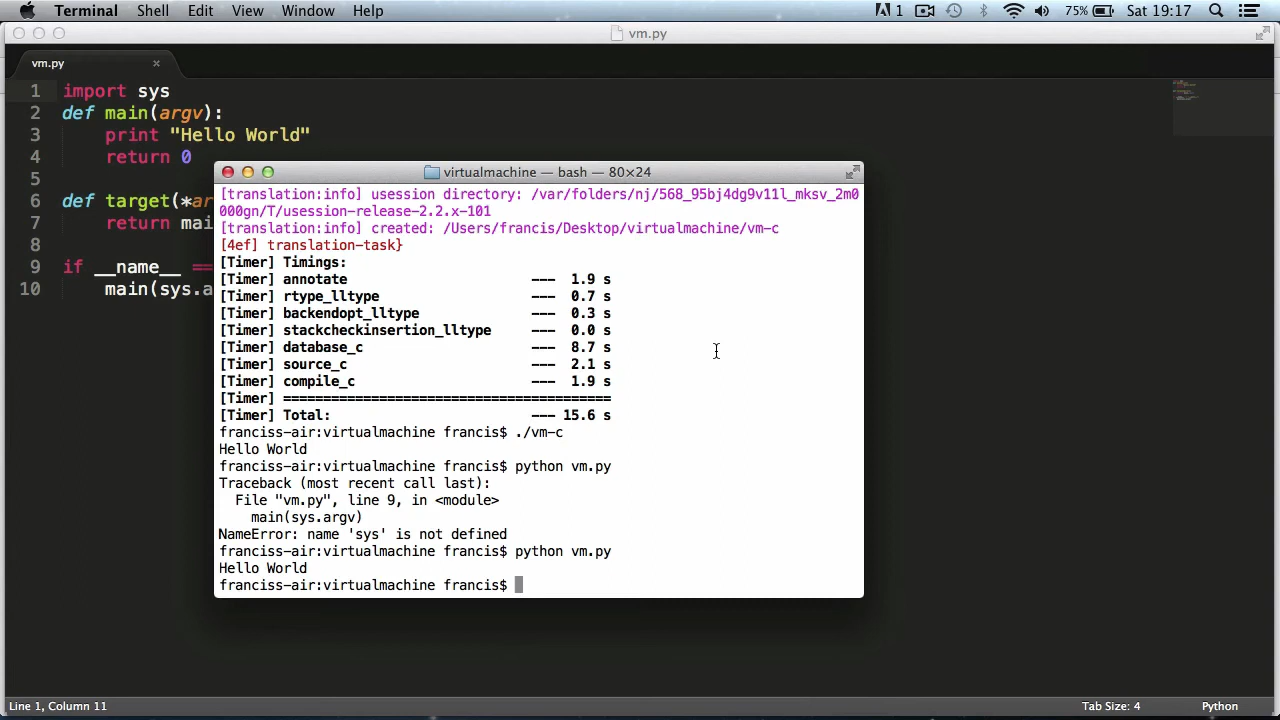 Terminal Shell Edit View Window Help 1 75% Sat 19:17
vm.py
vm.py
1 import sys
2 def main(argv):
3 print "Hello World"
4 return 0
5
6 def target(*ar
7 return mai
8
9 if __name__ ==
10 main(sys.a
virtualmachine — bash — 80×24
[translation:info] usession directory: /var/folders/nj/568_95bj4dg9v11l_mksv_2m0
000gn/T/usession-release-2.2.x-101
[translation:info] created: /Users/francis/Desktop/virtualmachine/vm-c
[4ef] translation-task}
[Timer] Timings:
[Timer] annotate --- 1.9 s
[Timer] rtype_lltype --- 0.7 s
[Timer] backendopt_lltype --- 0.3 s
[Timer] stackcheckinsertion_lltype --- 0.0 s
[Timer] database_c --- 8.7 s
[Timer] source_c --- 2.1 s
[Timer] compile_c --- 1.9 s
[Timer] =========================================
[Timer] Total: --- 15.6 s
franciss-air:virtualmachine francis$ ./vm-c
Hello World
franciss-air:virtualmachine francis$ python vm.py
Traceback (most recent call last):
File "vm.py", line 9, in <module>
main(sys.argv)
NameError: name 'sys' is not defined
franciss-air:virtualmachine francis$ python vm.py
Hello World
franciss-air:virtualmachine francis$
Line 1, Column 11 Tab Size: 4 Python